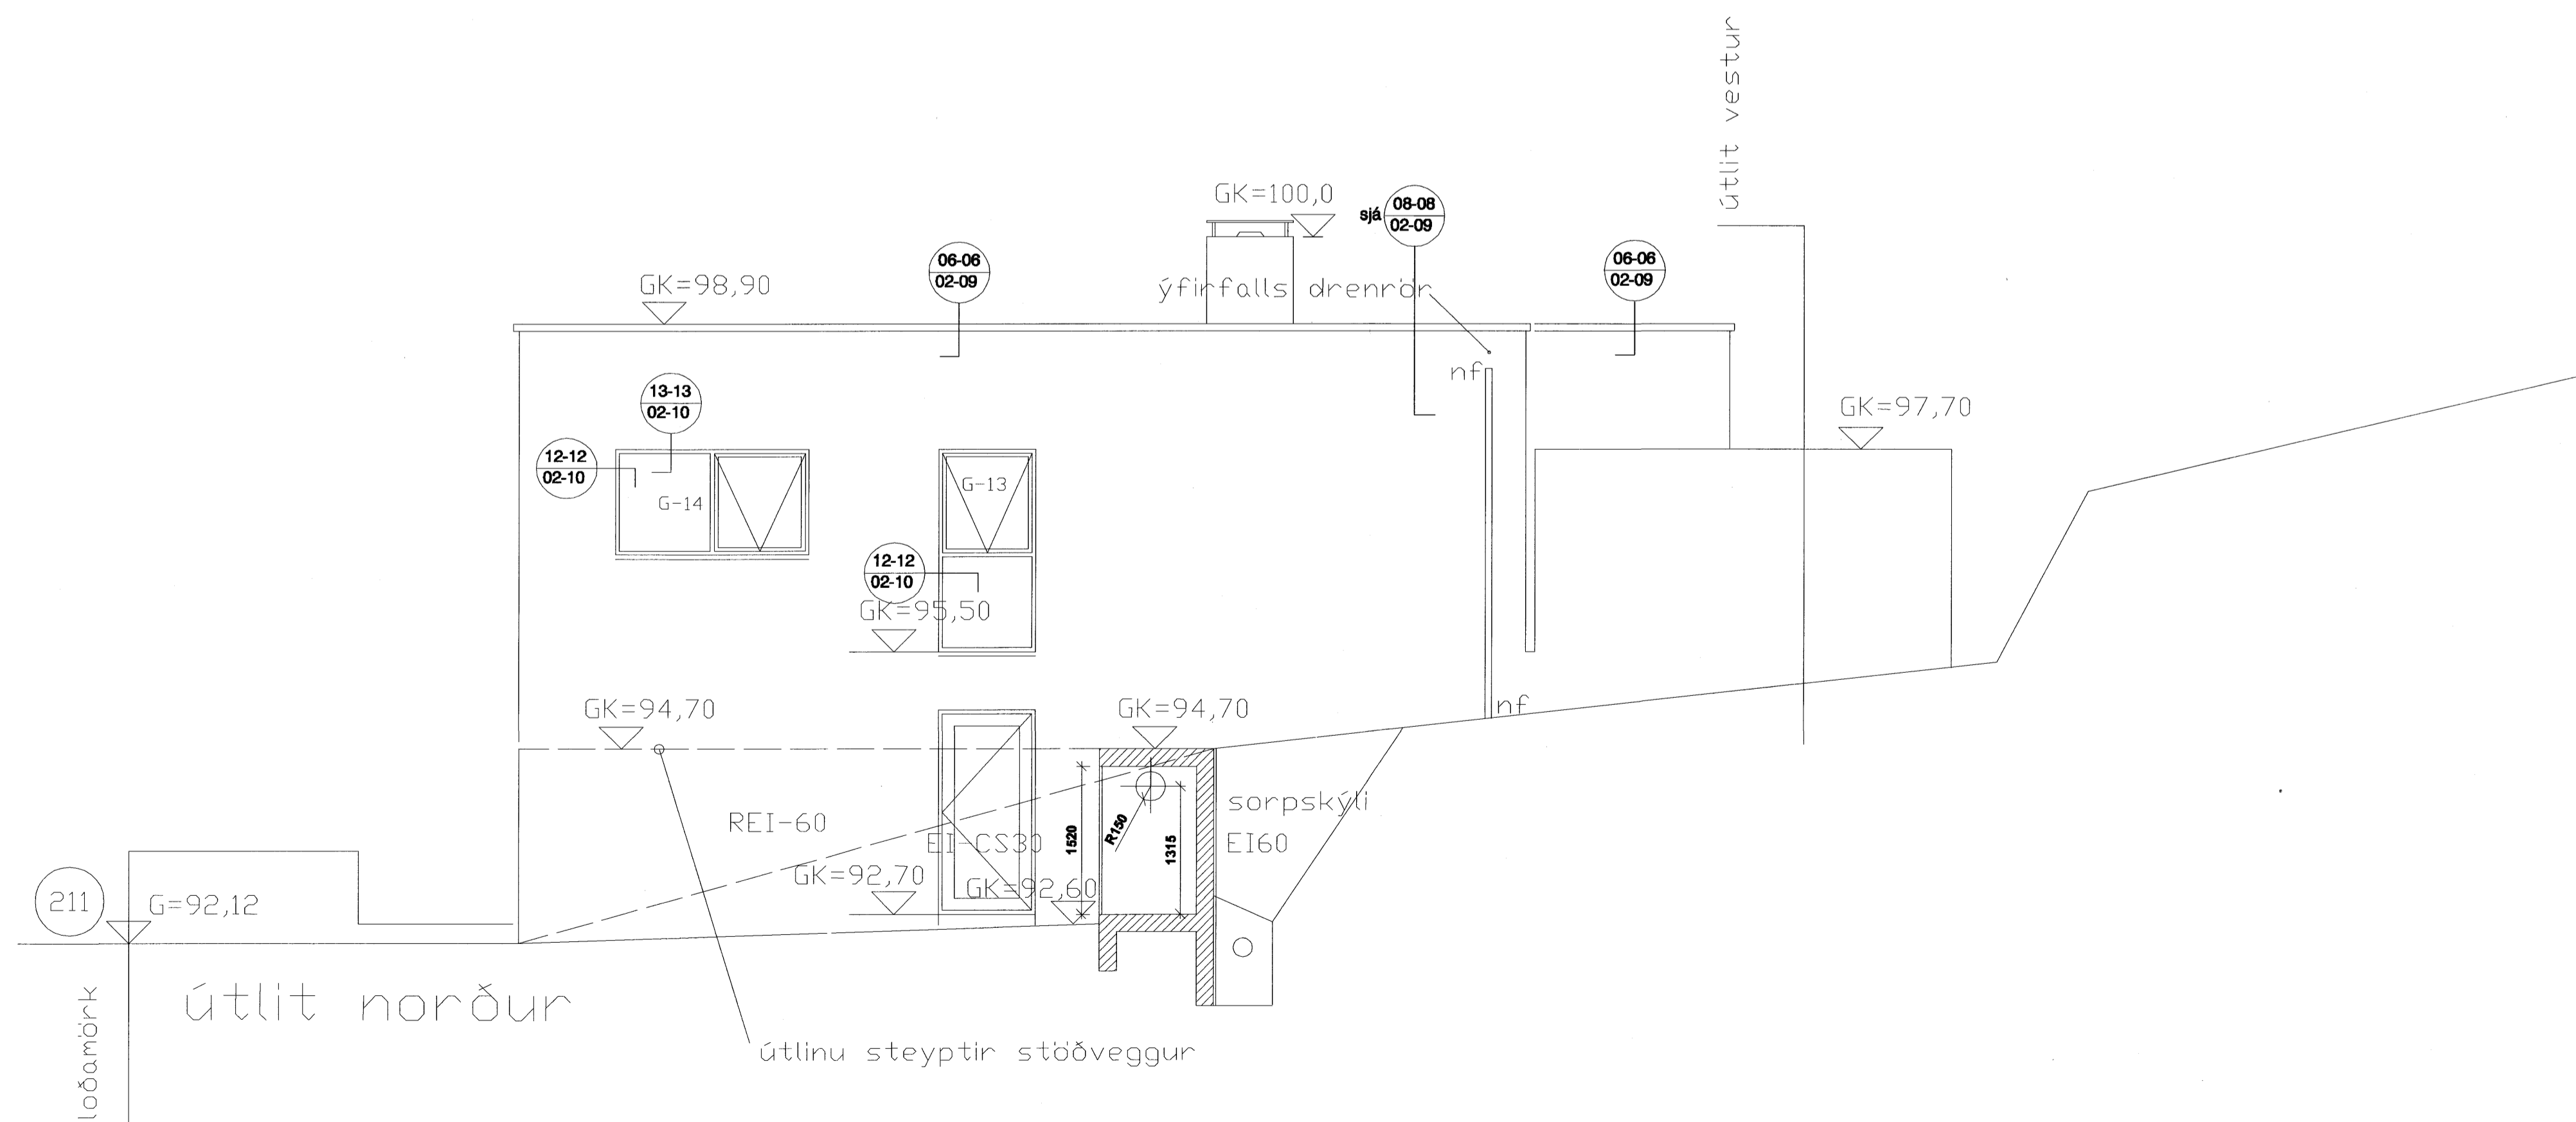 útlit vestur
GK=100,0
sjá
08-08
02-09
06-06
02-09
06-06
02-09
GK=98,90
ýfirfalls drenrör
nf
13-13
02-10
GK=97,70
12-12
02-10
G-14
G-13
12-12
02-10
GK=95,50
nf
GK=94,70
GK=94,70
sorpskýli
REI-60
EI-CS30
1520
R150
1315
EI60
GK=92,70
GK=92,60
211
G=92,12
útlit norður
loðamörk
útlinu steyptir stöðveggur